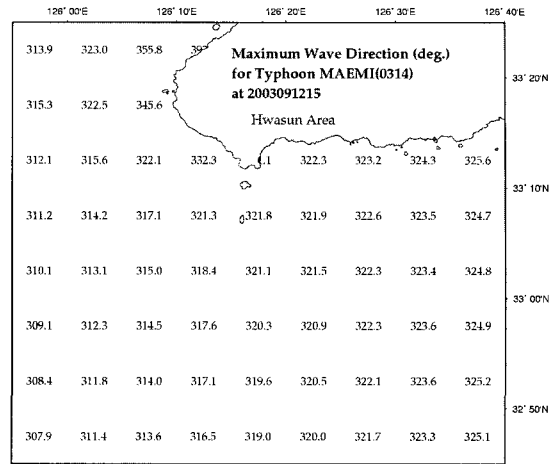 126° 00'E 126° 10'E 126° 20'E 126° 30'E 126° 40'E
313.9 323.0 355.8
Maximum Wave Direction (deg.)
for Typhoon MAEMI(0314)
33° 20'N
at 2003091215
315.3 322.5 345.6
Hwasun Area
312.1 315.6 322.1 332.3 322.3 323.2 324.3 325.6
33° 10'N
311.2 314.2 317.1 321.3 321.8 321.9 322.6 323.5 324.7
310.1 313.1 315.0 318.4 321.1 321.5 322.3 323.4 324.8
33° 00'N
309.1 312.3 314.5 317.6 320.3 320.9 322.3 323.6 324.9
308.4 311.8 314.0 317.1 319.6 320.5 322.1 323.6 325.2
32° 50'N
307.9 311.4 313.6 316.5 319.0 320.0 321.7 323.3 325.1